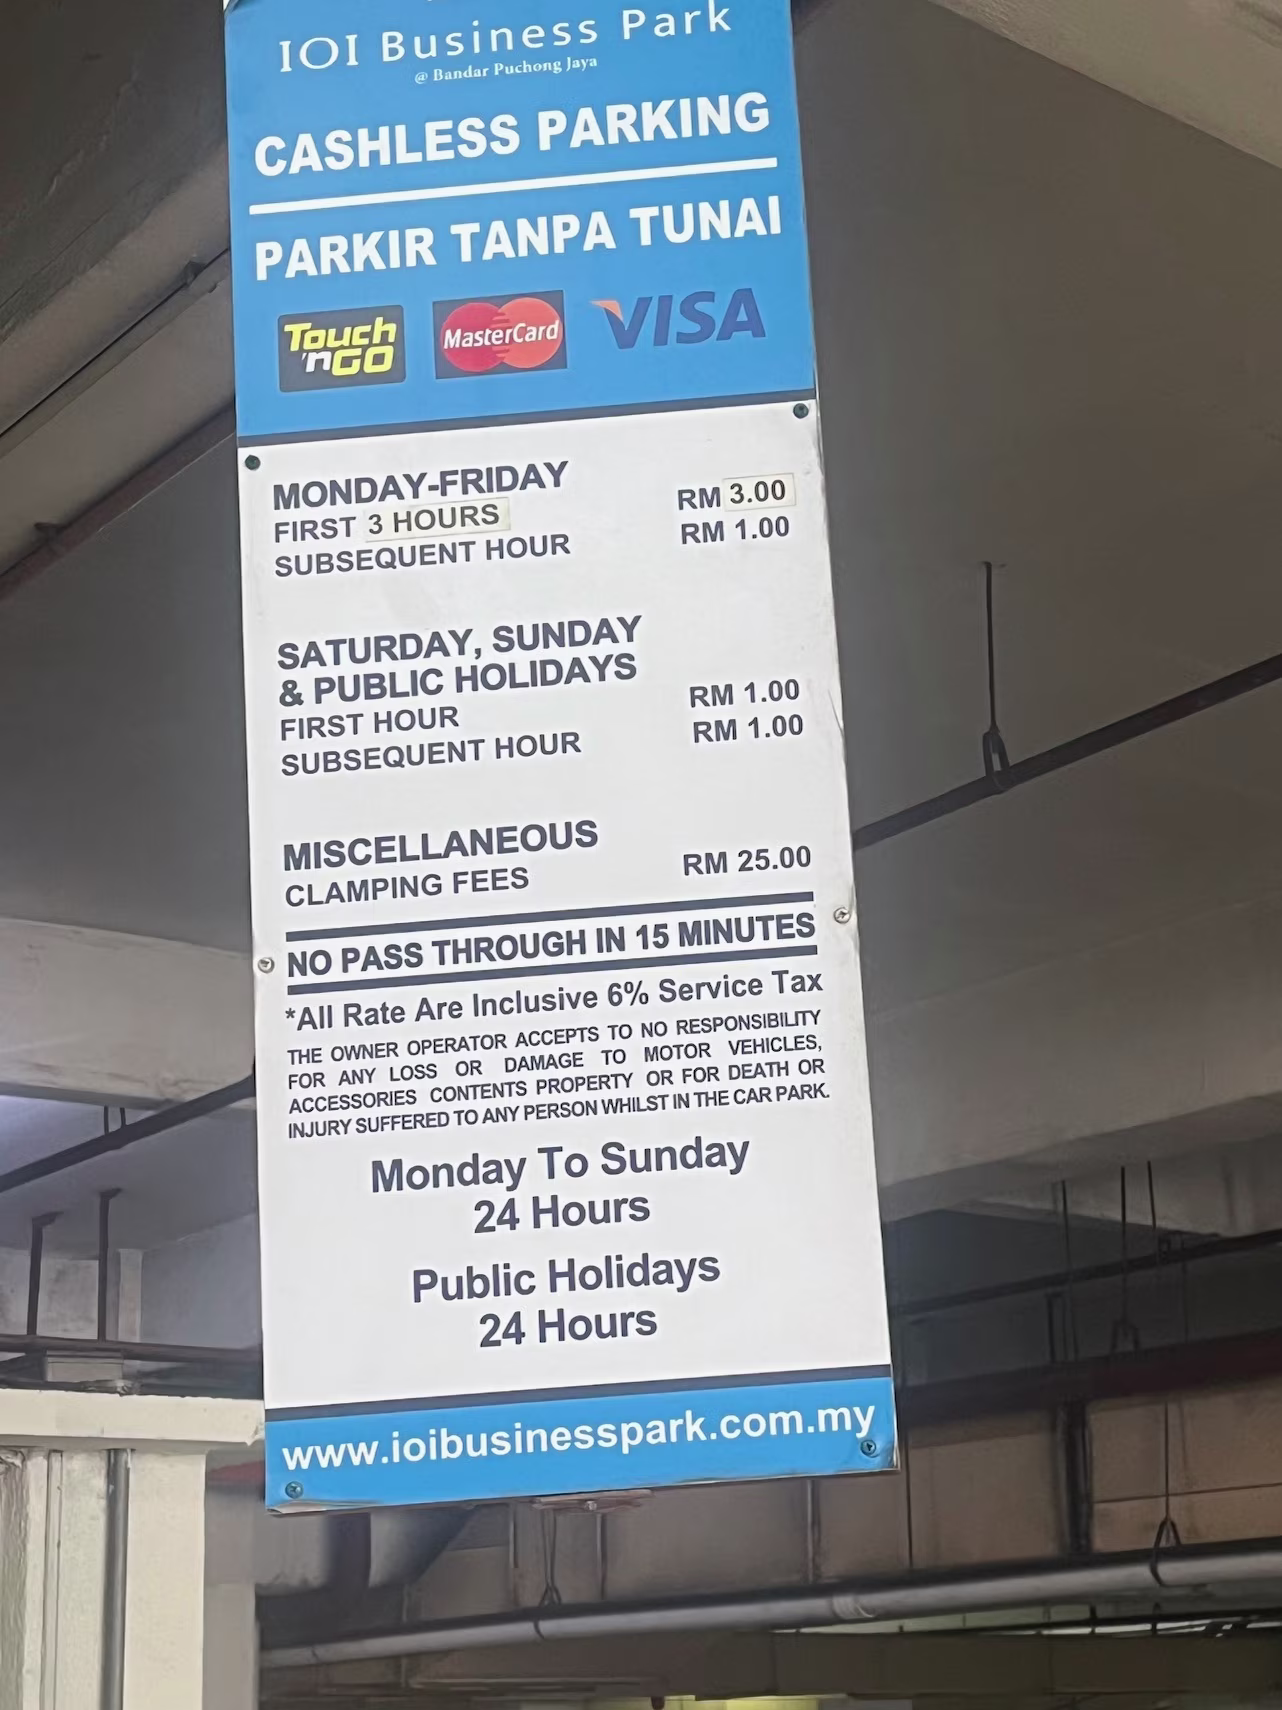 IOI Business Park
@ Bandar Puchong Jaya
CASHLESS PARKING
PARKIR TANPA TUNAI
Touch 'nGO MasterCard VISA
MONDAY-FRIDAY
FIRST 3 HOURS RM 3.00
SUBSEQUENT HOUR RM 1.00
SATURDAY, SUNDAY
& PUBLIC HOLIDAYS
FIRST HOUR RM 1.00
SUBSEQUENT HOUR RM 1.00
MISCELLANEOUS
CLAMPING FEES RM 25.00
NO PASS THROUGH IN 15 MINUTES
*All Rate Are Inclusive 6% Service Tax
THE OWNER OPERATOR ACCEPTS TO NO RESPONSIBILITY
FOR ANY LOSS OR DAMAGE TO MOTOR VEHICLES,
ACCESSORIES CONTENTS PROPERTY OR FOR DEATH OR
INJURY SUFFERED TO ANY PERSON WHILST IN THE CAR PARK.
Monday To Sunday
24 Hours
Public Holidays
24 Hours
www.ioibusinesspark.com.my